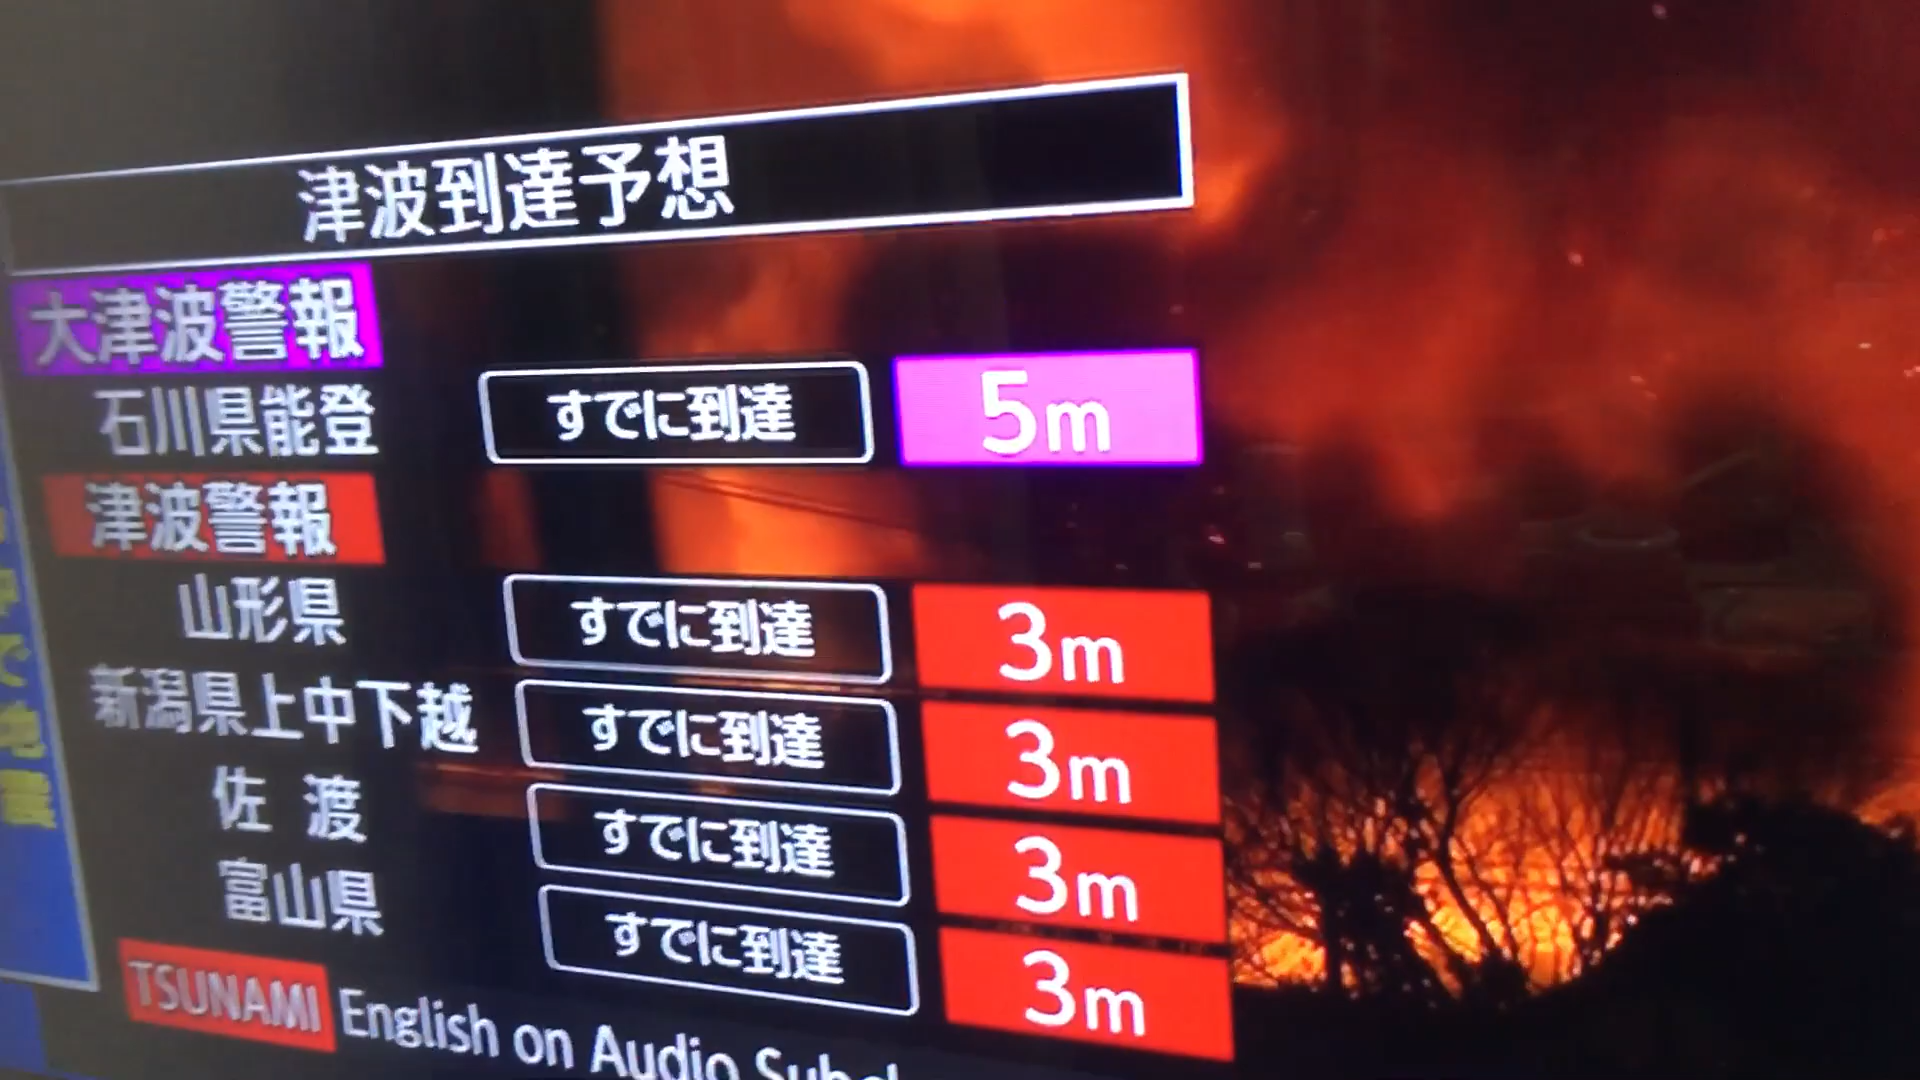 津波到達予想
大津波警報
石川県能登 すでに到達 5m
津波警報
山形県 すでに到達 3m
新潟県上中下越 すでに到達 3m
佐渡 すでに到達 3m
富山県 すでに到達 3m
TSUNAMI English on Audio